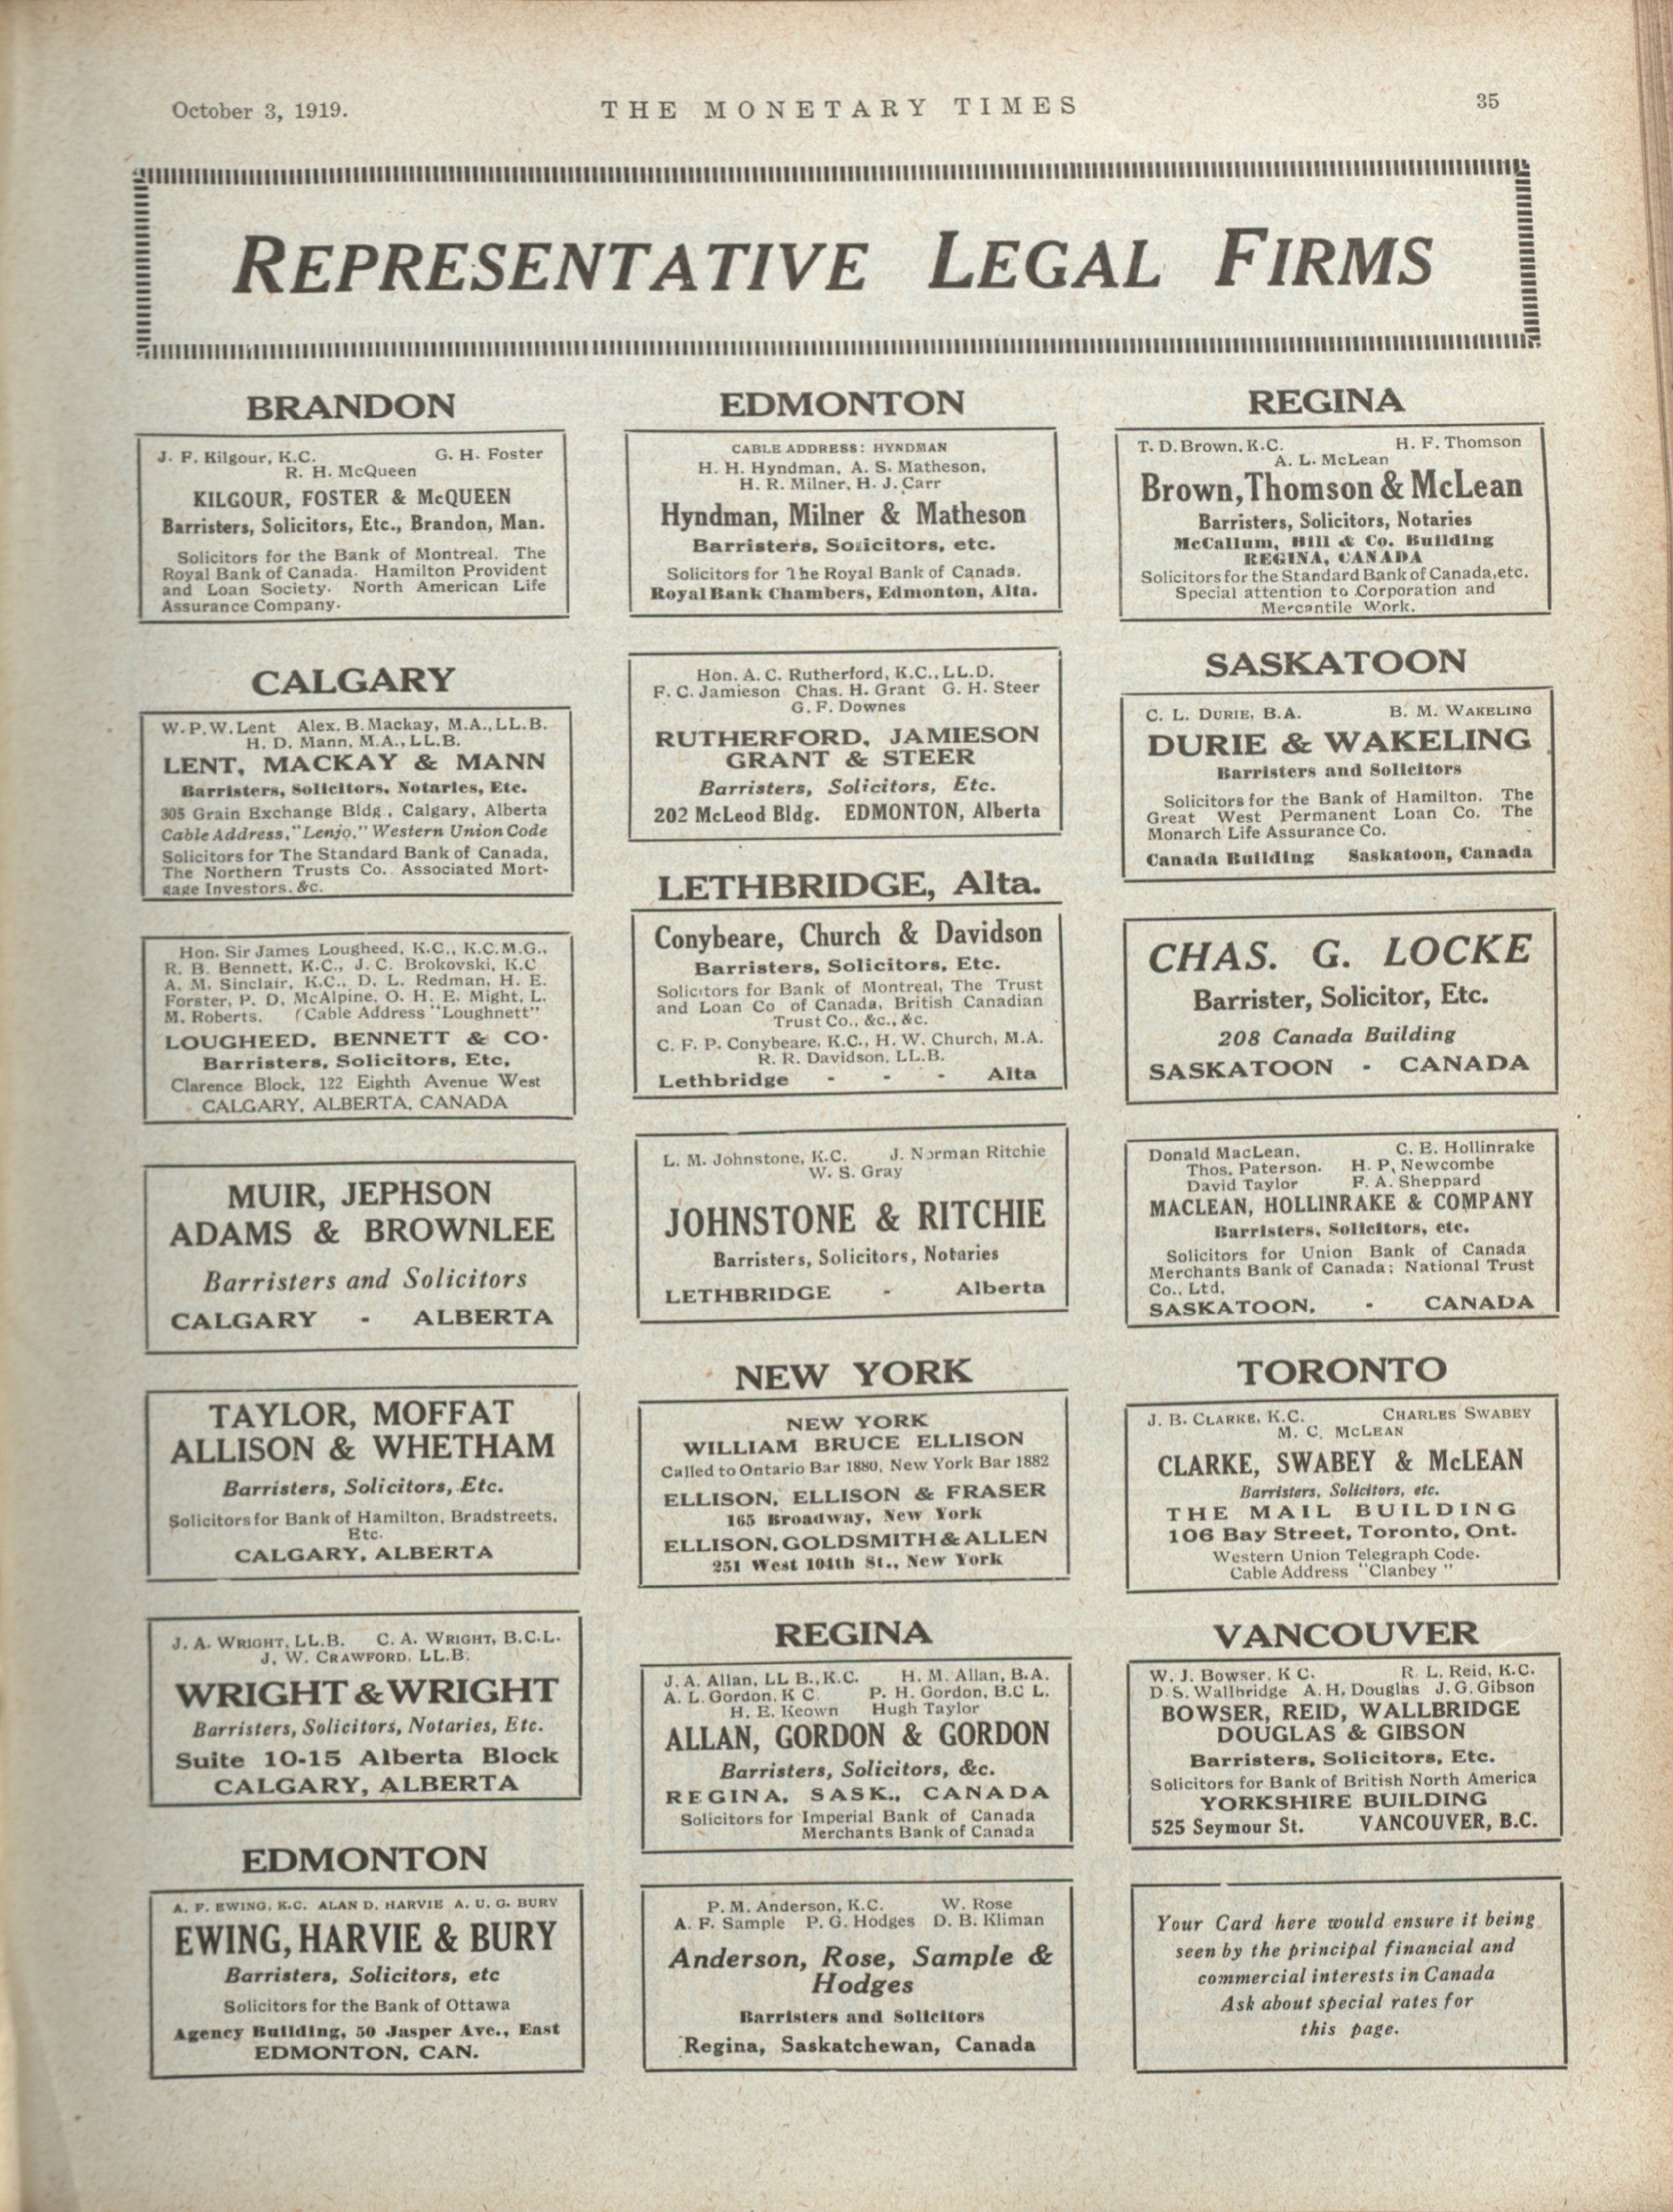 October 3, 1919.
THE MONETARY TIMES
35
REPRESENTATIVE LEGAL FIRMS
BRANDON
J. F. Kilgour, K.C. G. H. Foster
R. H. McQueen
KILGOUR, FOSTER & McQUEEN
Barristers, Solicitors, Etc., Brandon, Man.
Solicitors for the Bank of Montreal. The
Royal Bank of Canada. Hamilton Provident
and Loan Society. North American Life
Assurance Company.
CALGARY
W. P. W. Lent Alex. B. Mackay, M.A., LL.B.
H. D. Mann, M.A., LL.B.
LENT, MACKAY & MANN
Barristers, Solicitors, Notaries, Etc.
305 Grain Exchange Bldg., Calgary, Alberta
Cable Address, "Lenjo." Western Union Code
Solicitors for The Standard Bank of Canada,
The Northern Trusts Co. Associated Mort-
gage Investors, &c.
Hon. Sir James Lougheed, K.C., K.C.M.G.,
R. B. Bennett, K.C., J. C. Brokovski, K.C
A. M. Sinclair, K.C., D. L. Redman, H. E.
Forster, P. D. McAlpine, O. H. E. Might, L.
M. Roberts. (Cable Address "Loughnett"
LOUGHEED, BENNETT & CO.
Barristers, Solicitors, Etc,
Clarence Block, 122 Eighth Avenue West
CALGARY, ALBERTA, CANADA
MUIR, JEPHSON
ADAMS & BROWNLEE
Barristers and Solicitors
CALGARY - ALBERTA
TAYLOR, MOFFAT
ALLISON & WHETHAM
Barristers, Solicitors, Etc.
Solicitors for Bank of Hamilton, Bradstreets,
Etc.
CALGARY, ALBERTA
J. A. WRIGHT, LL.B. C. A. WRIGHT, B.C.L.
J. W. CRAWFORD, LL.B.
WRIGHT & WRIGHT
Barristers, Solicitors, Notaries, Etc.
Suite 10-15 Alberta Block
CALGARY, ALBERTA
EDMONTON
A. F. EWING, K.C. ALAN D. HARVIE A. U. G. BURY
EWING, HARVIE & BURY
Barristers, Solicitors, etc
Solicitors for the Bank of Ottawa
Agency Building, 50 Jasper Ave., East
EDMONTON, CAN.
EDMONTON
CABLE ADDRESS: HYNDMAN
H. H. Hyndman, A. S. Matheson,
H. R. Milner, H. J. Carr
Hyndman, Milner & Matheson
Barristers, Solicitors, etc.
Solicitors for The Royal Bank of Canada.
Royal Bank Chambers, Edmonton, Alta.
Hon. A. C. Rutherford, K.C., LL.D.
F. C. Jamieson Chas. H. Grant G. H. Steer
G. F. Downes
RUTHERFORD, JAMIESON
GRANT & STEER
Barristers, Solicitors, Etc.
202 McLeod Bldg. EDMONTON, Alberta
LETHBRIDGE, Alta.
Conybeare, Church & Davidson
Barristers, Solicitors, Etc.
Solicitors for Bank of Montreal, The Trust
and Loan Co. of Canada, British Canadian
Trust Co., &c., &c.
C. F. P. Conybeare, K.C., H. W. Church, M.A.
R. R. Davidson, LL.B.
Lethbridge - - - Alta
L. M. Johnstone, K.C. J. Norman Ritchie
W. S. Gray
JOHNSTONE & RITCHIE
Barristers, Solicitors, Notaries
LETHBRIDGE - Alberta
NEW YORK
NEW YORK
WILLIAM BRUCE ELLISON
Called to Ontario Bar 1880, New York Bar 1882
ELLISON, ELLISON & FRASER
165 Broadway, New York
ELLISON, GOLDSMITH & ALLEN
251 West 104th St., New York
REGINA
J. A. Allan, LL B., K.C. H. M. Allan, B.A.
A. L. Gordon, K C. P. H. Gordon, B.C L.
H. E. Keown Hugh Taylor
ALLAN, GORDON & GORDON
Barristers, Solicitors, &c.
REGINA, SASK., CANADA
Solicitors for Imperial Bank of Canada
Merchants Bank of Canada
P. M. Anderson, K.C. W. Rose
A. F. Sample P. G. Hodges D. B. Kliman
Anderson, Rose, Sample &
Hodges
Barristers and Solicitors
Regina, Saskatchewan, Canada
REGINA
T. D. Brown, K.C. H. F. Thomson
A. L. McLean
Brown, Thomson & McLean
Barristers, Solicitors, Notaries
McCallum, Hill & Co. Building
REGINA, CANADA
Solicitors for the Standard Bank of Canada, etc.
Special attention to Corporation and
Mercantile Work.
SASKATOON
C. L. DURIE, B.A. B. M. WAKELING
DURIE & WAKELING
Barristers and Solicitors
Solicitors for the Bank of Hamilton. The
Great West Permanent Loan Co. The
Monarch Life Assurance Co.
Canada Building Saskatoon, Canada
CHAS. G. LOCKE
Barrister, Solicitor, Etc.
208 Canada Building
SASKATOON - CANADA
Donald MacLean, C. E. Hollinrake
Thos. Paterson. H. P. Newcombe
David Taylor F. A. Sheppard
MACLEAN, HOLLINRAKE & COMPANY
Barristers, Solicitors, etc.
Solicitors for Union Bank of Canada
Merchants Bank of Canada; National Trust
Co., Ltd.
SASKATOON, - CANADA
TORONTO
J. B. CLARKE, K.C. CHARLES SWABEY
M. C. MCLEAN
CLARKE, SWABEY & McLEAN
Barristers, Solicitors, etc.
THE MAIL BUILDING
106 Bay Street, Toronto, Ont.
Western Union Telegraph Code.
Cable Address "Clanbey"
VANCOUVER
W. J. Bowser, K C. R. L. Reid, K.C.
D. S. Wallbridge A. H. Douglas J. G. Gibson
BOWSER, REID, WALLBRIDGE
DOUGLAS & GIBSON
Barristers, Solicitors, Etc.
Solicitors for Bank of British North America
YORKSHIRE BUILDING
525 Seymour St. VANCOUVER, B.C.
Your Card here would ensure it being
seen by the principal financial and
commercial interests in Canada
Ask about special rates for
this page.